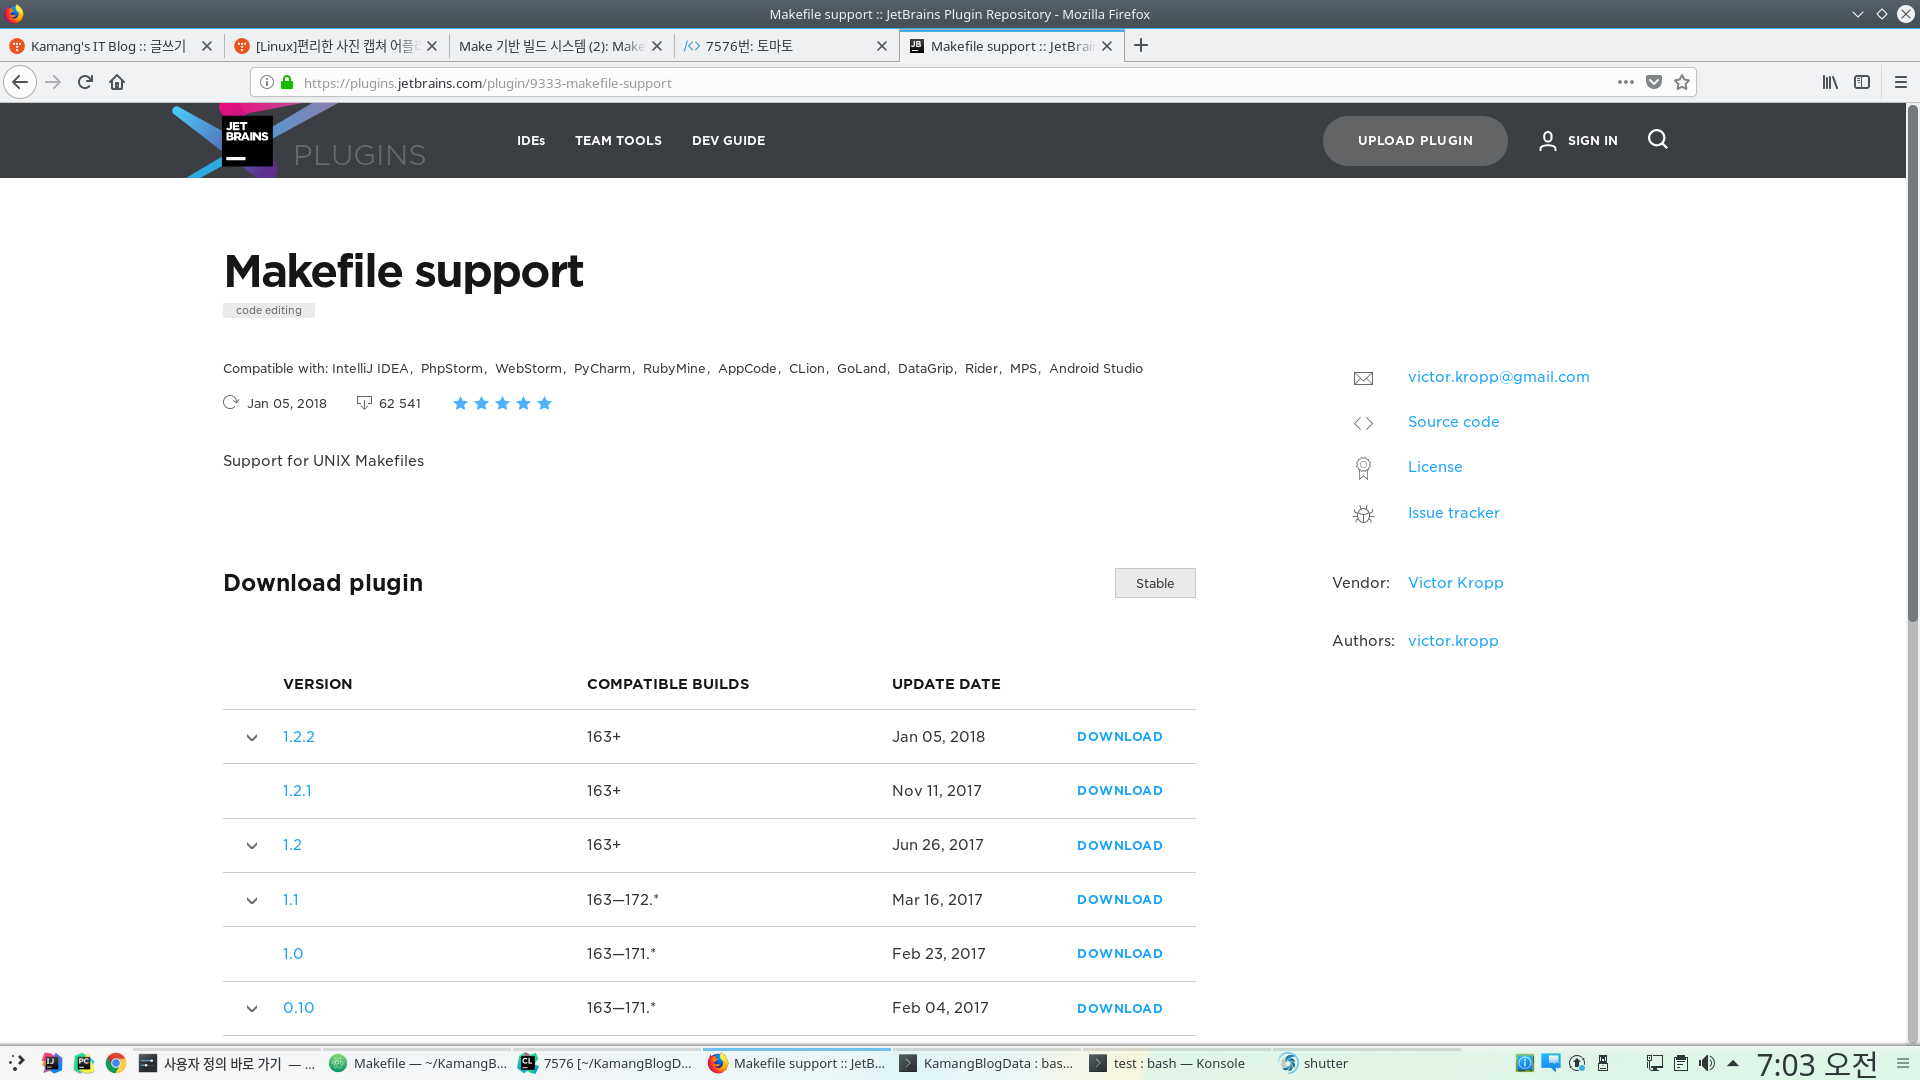 Makefile support :: JetBrains Plugin Repository - Mozilla Firefox
Kamang's IT Blog :: 글쓰기
[Linux]편리한 사진 캡쳐 어플
Make 기반 빌드 시스템 (2): Make
7576번: 토마토
Makefile support :: JetBrai
https://plugins.jetbrains.com/plugin/9333-makefile-support
JET BRAINS
PLUGINS
IDEs TEAM TOOLS DEV GUIDE UPLOAD PLUGIN SIGN IN
Makefile support
code editing
Compatible with: IntelliJ IDEA, PhpStorm, WebStorm, PyCharm, RubyMine, AppCode, CLion, GoLand, DataGrip, Rider, MPS, Android Studio
Jan 05, 2018 62 541
Support for UNIX Makefiles
victor.kropp@gmail.com
Source code
License
Issue tracker
Vendor: Victor Kropp
Authors: victor.kropp
Download plugin Stable
VERSION COMPATIBLE BUILDS UPDATE DATE
1.2.2 163+ Jan 05, 2018 DOWNLOAD
1.2.1 163+ Nov 11, 2017 DOWNLOAD
1.2 163+ Jun 26, 2017 DOWNLOAD
1.1 163—172.* Mar 16, 2017 DOWNLOAD
1.0 163—171.* Feb 23, 2017 DOWNLOAD
0.10 163—171.* Feb 04, 2017 DOWNLOAD
사용자 정의 바로 가기 — ...
Makefile — ~/KamangB...
7576 [~/KamangBlogD...
Makefile support :: JetB...
KamangBlogData : bas...
test : bash — Konsole
shutter
7:03 오전